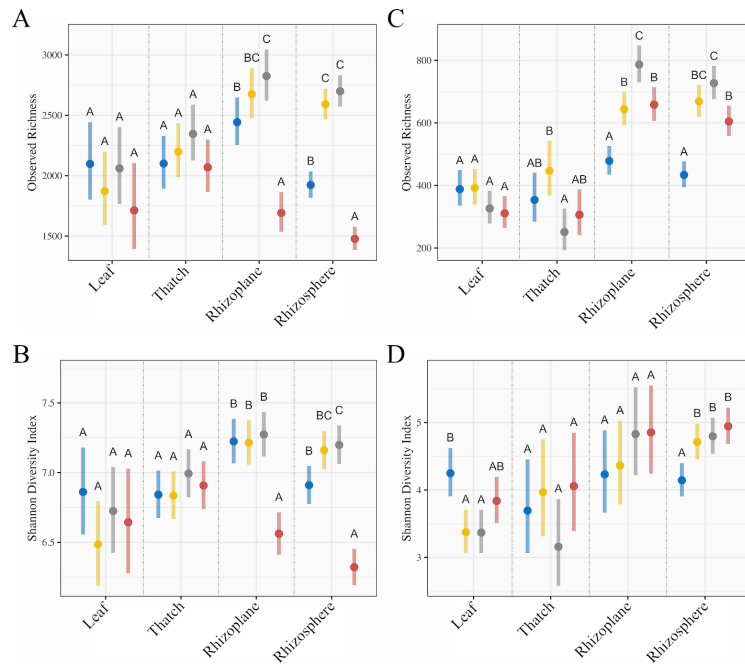 A
Observed Richness
3000
2500
2000
1500
A A A A
A A A A
B BC C A
B C C A
Leaf
Thatch
Rhizoplane
Rhizosphere
C
Observed Richness
800
600
400
200
A A A A
AB B A AB
A B C B
A BC C B
Leaf
Thatch
Rhizoplane
Rhizosphere
B
Shannon Diversity Index
7.5
7.0
6.5
A A A A
A A A A
B B B A
B BC C A
Leaf
Thatch
Rhizoplane
Rhizosphere
D
Shannon Diversity Index
5
4
3
B A A AB
A A A A
A A A A
A B B B
Leaf
Thatch
Rhizoplane
Rhizosphere